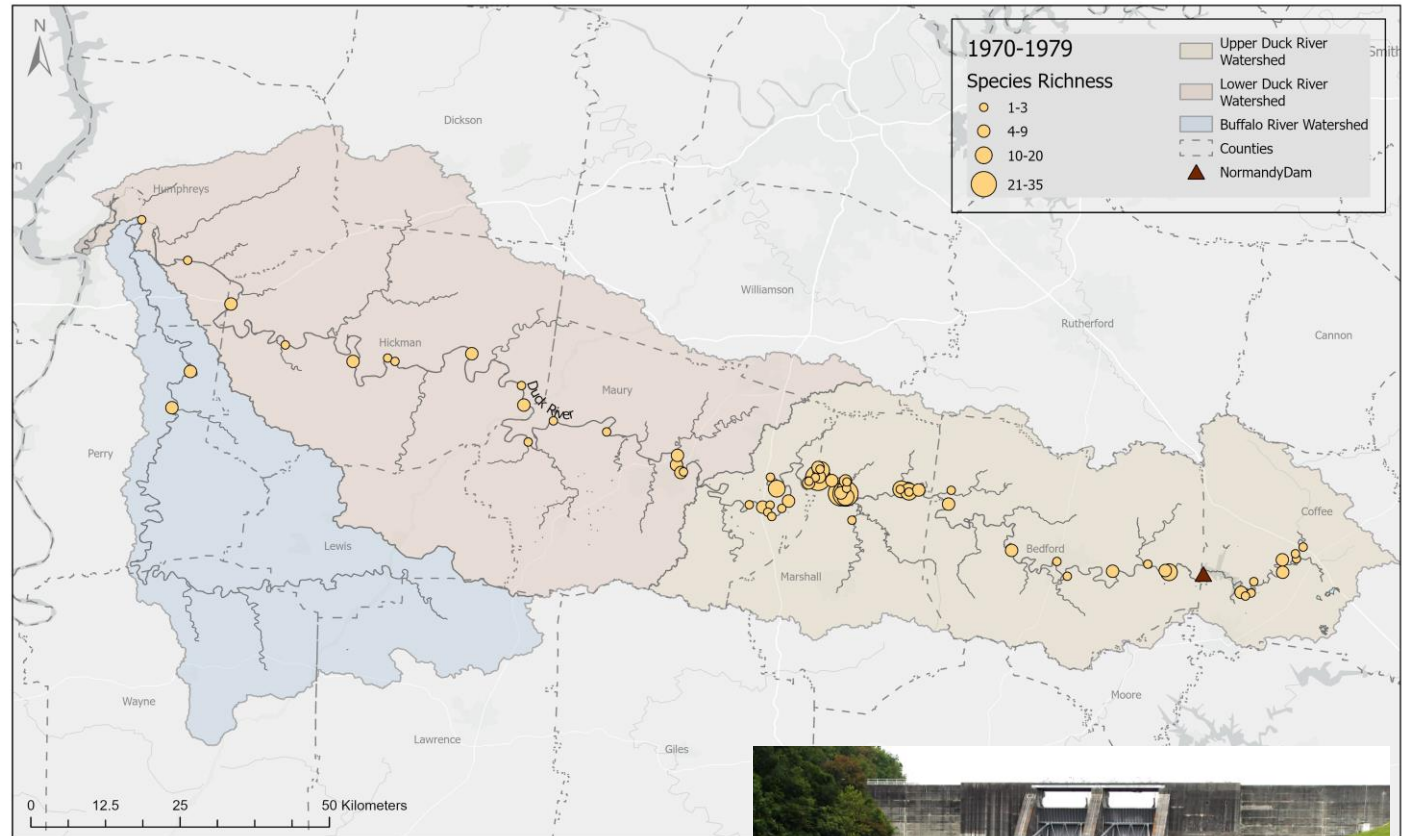 N
1970-1979
Species Richness
1-3
4-9
10-20
21-35
Upper Duck River
Watershed
Lower Duck River
Watershed
Buffalo River Watershed
Counties
NormandyDam
Smith
Dickson
Humphreys
Williamson
Rutherford
Cannon
Hickman
Maury
Duck River
Perry
Coffee
Lewis
Bedford
Marshall
Wayne
Moore
Lawrence
Giles
0 12.5 25 50 Kilometers